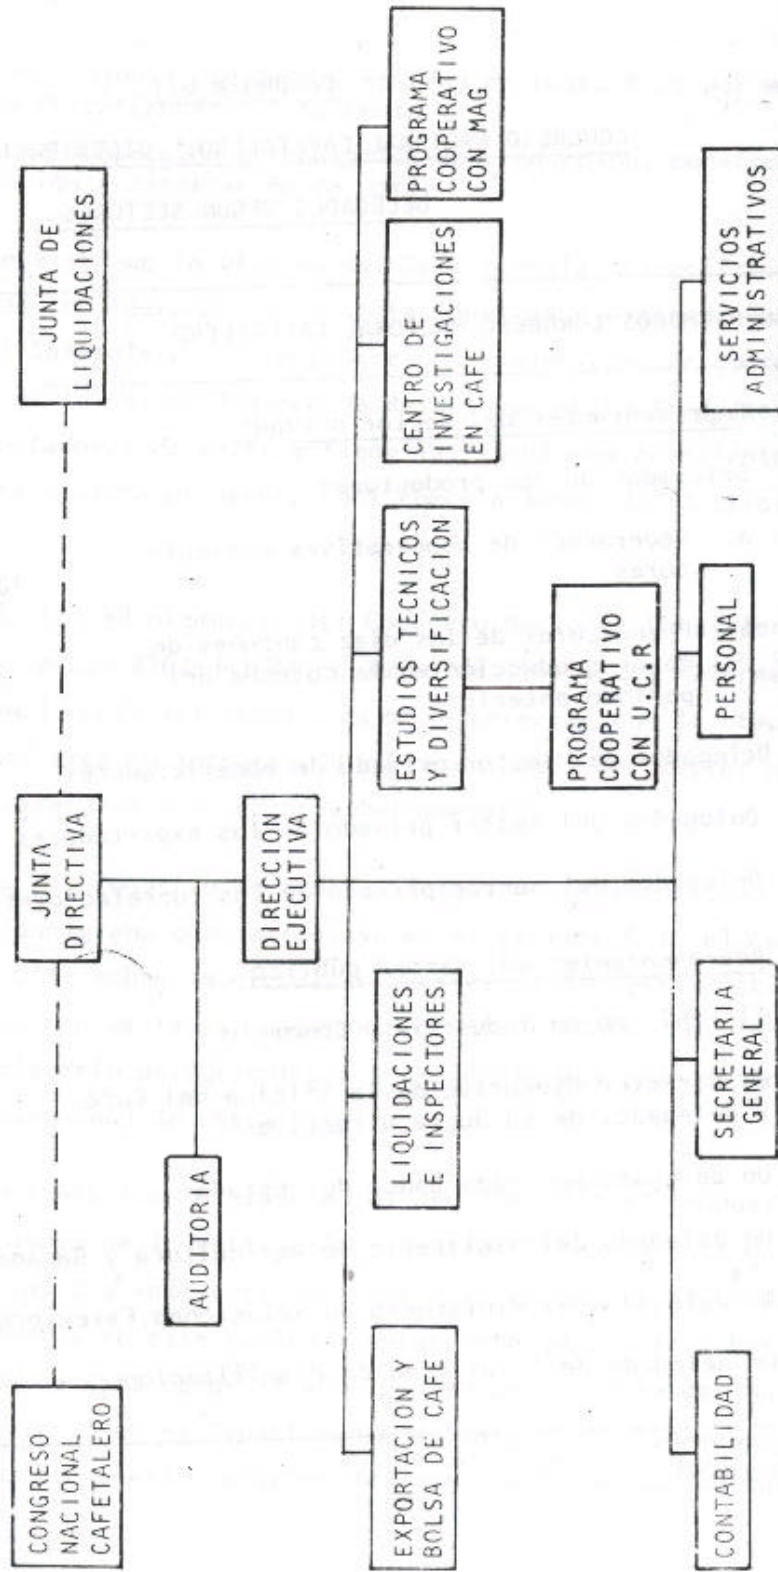 CONGRESO
NACIONAL
CAFETALERO
JUNTA
DIRECTIVA
JUNTA DE
LIQUIDACIONES
AUDITORIA
DIRECCION
EJECUTIVA
EXPORTACION Y
BOLSA DE CAFE
LIQUIDACIONES
E INSPECTORES
ESTUDIOS TECNICOS
Y DIVERSIFICACION
CENTRO DE
INVESTIGACIONES
EN CAFE
PROGRAMA
COOPERATIVO
CON MAG.
PROGRAMA
COOPERATIVO
CON U.C.R
CONTABILIDAD
SECRETARIA
GENERAL
PERSONAL
SERVICIOS
ADMINISTRATIVOS